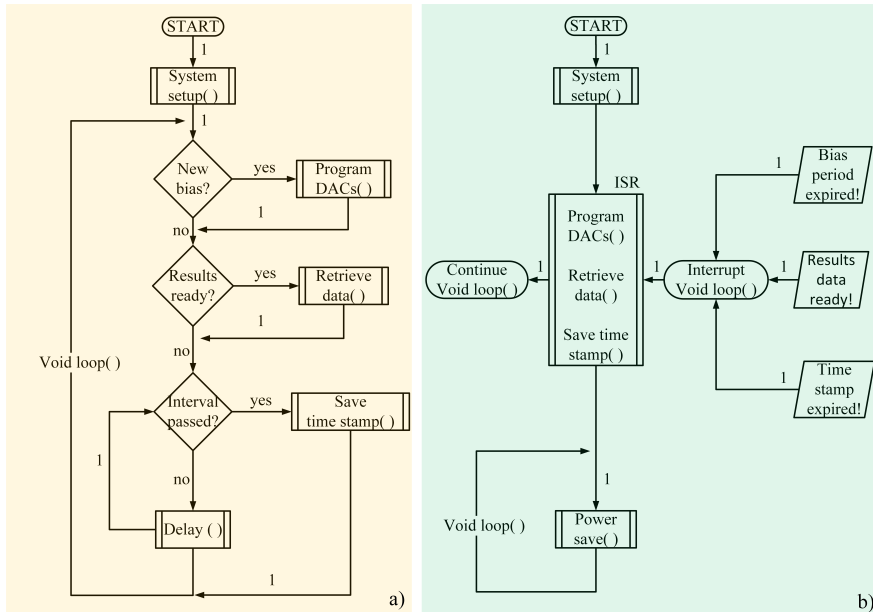 START
1
System
setup( )
1
New
bias?
yes
Program
DACs( )
1
no
Results
ready?
yes
Retrieve
data( )
1
no
Void loop( )
Interval
passed?
yes
Save
time stamp( )
1
no
Delay ( )
1
a)
START
1
System
setup( )
ISR
Program
DACs( )
Retrieve
data( )
Save time
stamp( )
1
Continue
Void loop( )
1
Interrupt
Void loop( )
1
Bias
period
expired!
1
Results
data
ready!
1
Time
stamp
expired!
1
Void loop( )
Power
save( )
b)